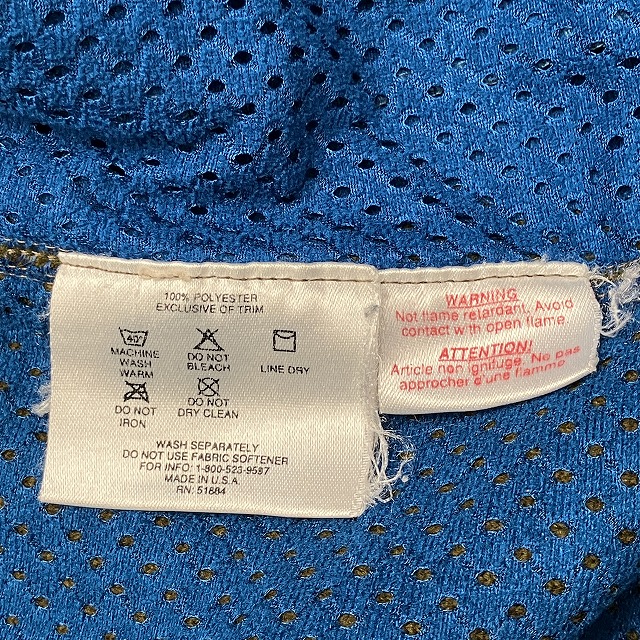 100% POLYESTER
EXCLUSIVE OF TRIM
40°
MACHINE WASH WARM
DO NOT BLEACH
LINE DRY
DO NOT IRON
DO NOT DRY CLEAN
WASH SEPARATELY
DO NOT USE FABRIC SOFTENER
FOR INFO: 1-800-523-9587
MADE IN U.S.A.
RN: 51884
WARNING
Not flame retardant. Avoid
contact with open flame
ATTENTION!
Article non ignifuge. Ne pas
approcher d'une flamme